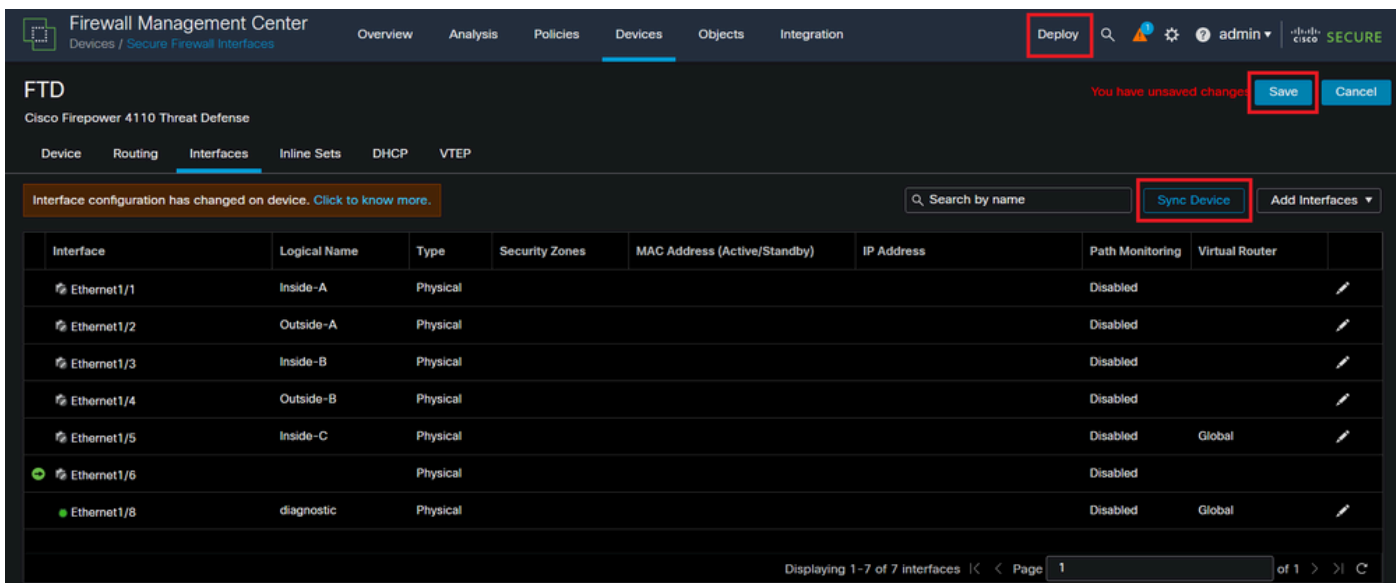 Firewall Management Center
Devices / Secure Firewall Interfaces
Overview Analysis Policies Devices Objects Integration Deploy 1 ? admin ▾ cisco SECURE
FTD
You have unsaved changes Save Cancel
Cisco Firepower 4110 Threat Defense
Device Routing Interfaces Inline Sets DHCP VTEP
Interface configuration has changed on device. Click to know more. Search by name Sync Device Add Interfaces ▼
Interface Logical Name Type Security Zones MAC Address (Active/Standby) IP Address Path Monitoring Virtual Router
Ethernet1/1 Inside-A Physical Disabled
Ethernet1/2 Outside-A Physical Disabled
Ethernet1/3 Inside-B Physical Disabled
Ethernet1/4 Outside-B Physical Disabled
Ethernet1/5 Inside-C Physical Disabled Global
Ethernet1/6 Physical Disabled
Ethernet1/8 diagnostic Physical Disabled Global
Displaying 1-7 of 7 interfaces |< < Page 1 of 1 > >| C